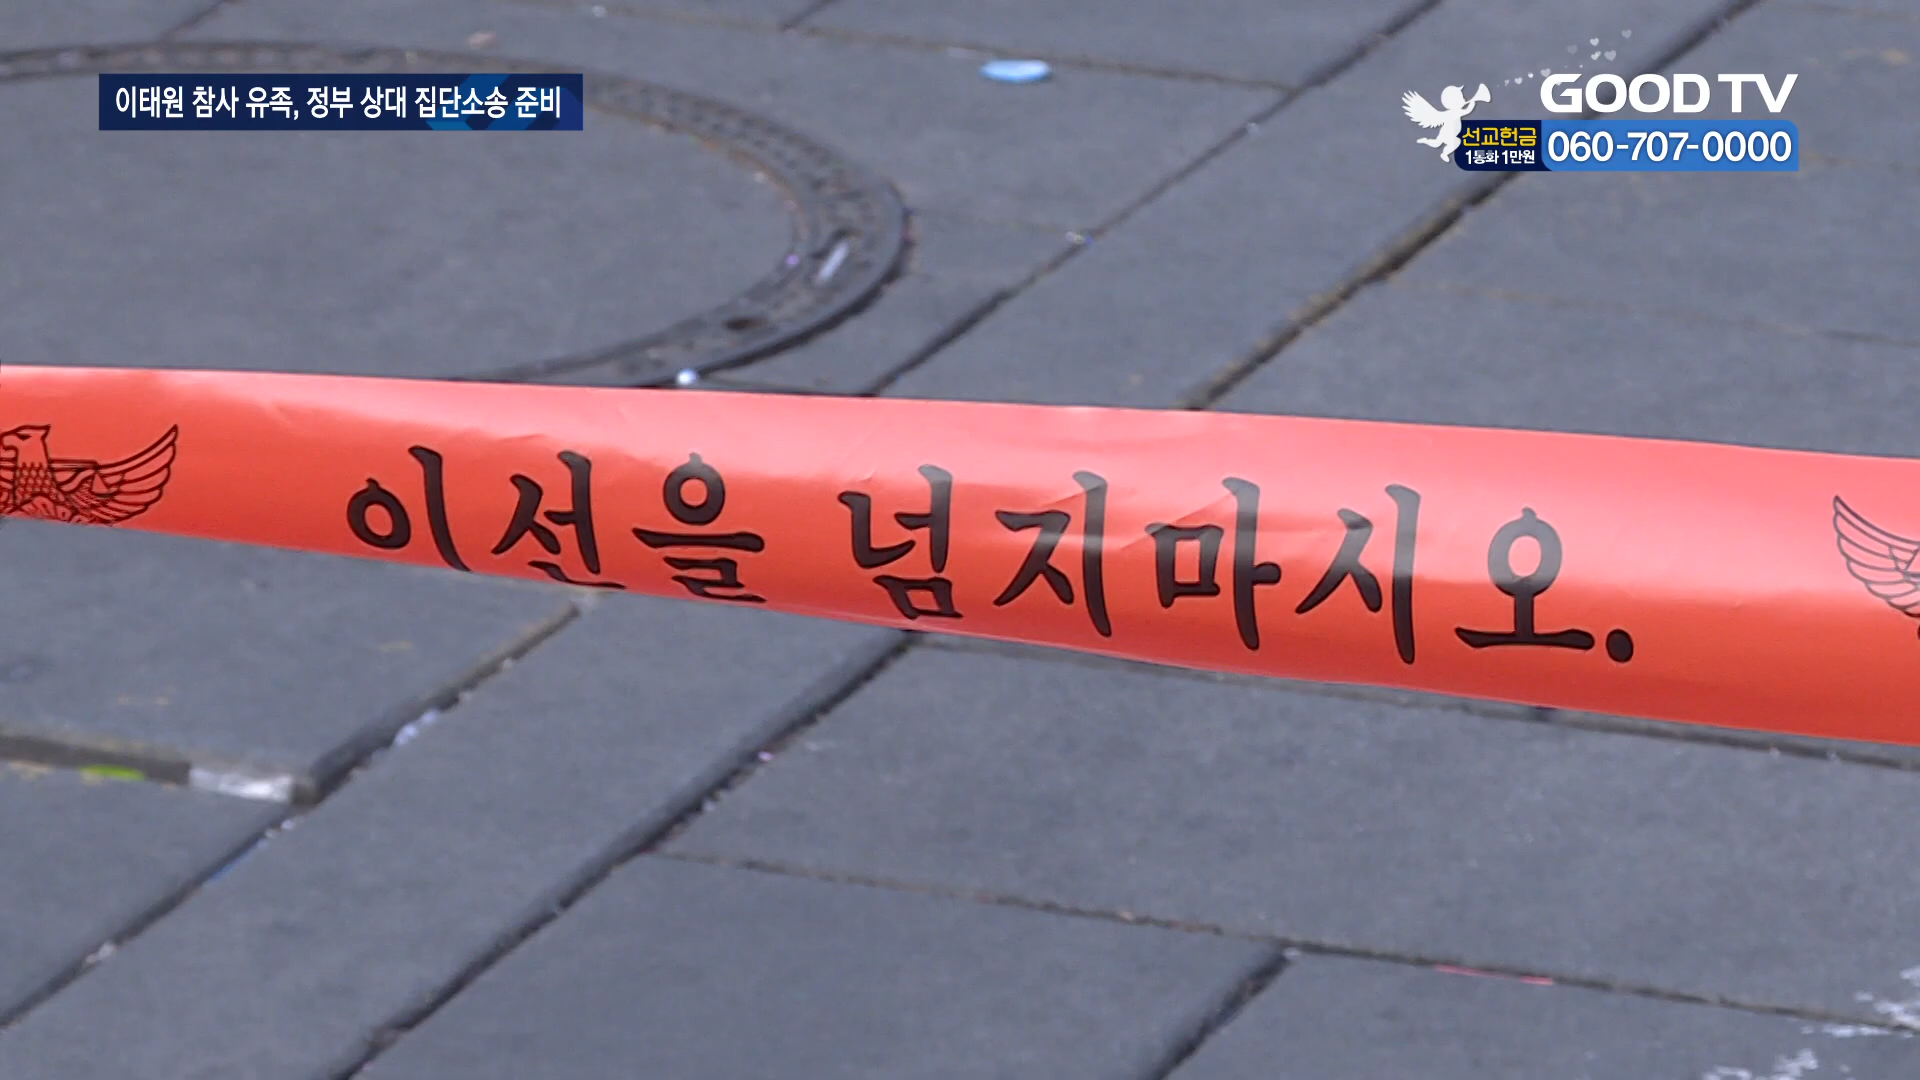 이태원 참사 유족, 정부 상대 집단소송 준비
GOOD TV
선교헌금
1통화 1만원
060-707-0000
이선을 넘지마시오.